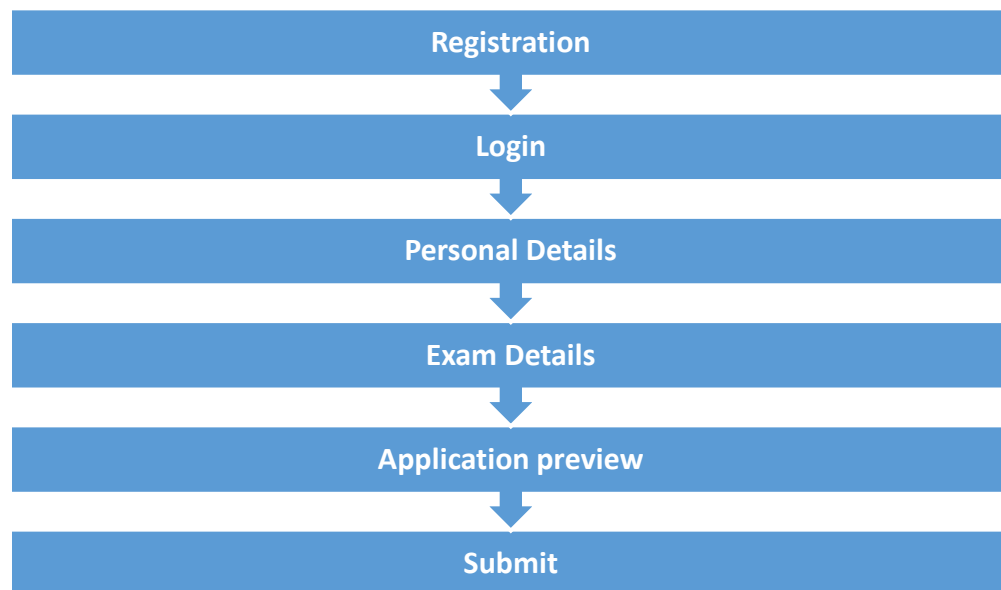 Registration
Login
Personal Details
Exam Details
Application preview
Submit